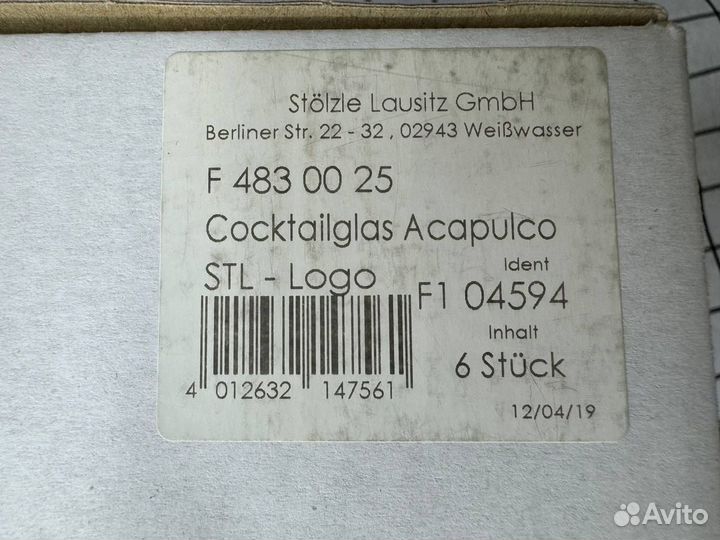 Stölzle Lausitz GmbH
Berliner Str. 22 - 32 , 02943 Weißwasser
F 483 00 25
Cocktailglas Acapulco
STL - Logo
Ident
F1 04594
Inhalt
6 Stück
4 012632 147561
12/04/19
Avito